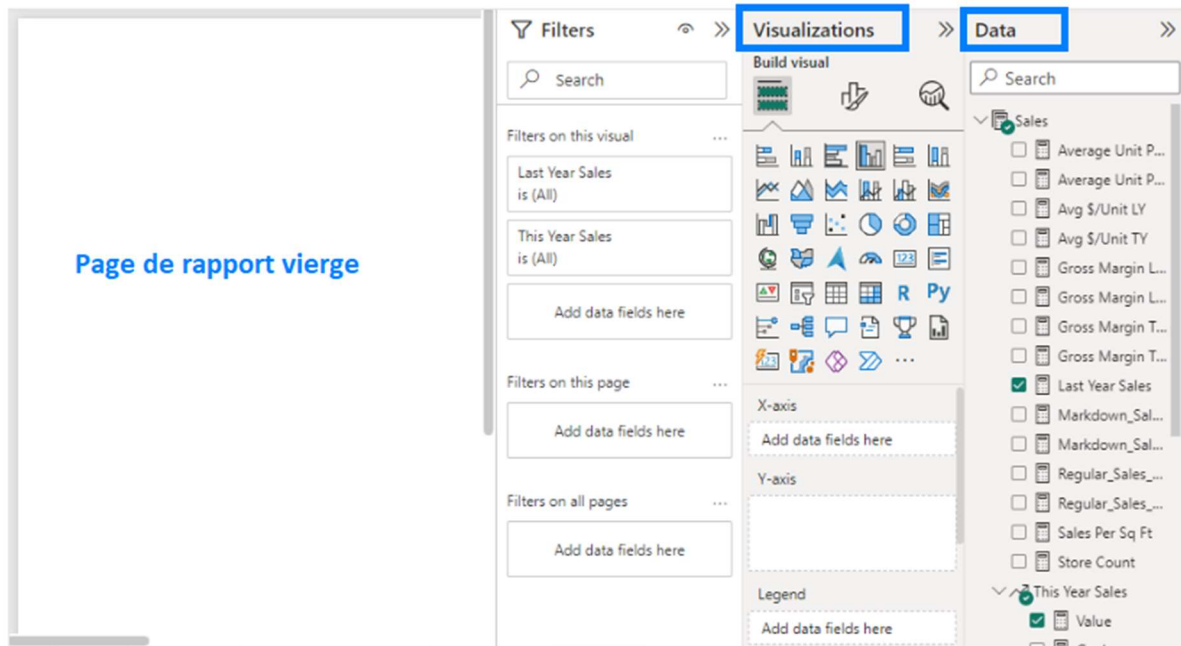 Page de rapport vierge
Filters
Search
Filters on this visual
Last Year Sales
is (All)
This Year Sales
is (All)
Add data fields here
Filters on this page
Add data fields here
Filters on all pages
Add data fields here
Visualizations
Build visual
123
R
Py
123
X-axis
Add data fields here
Y-axis
Legend
Add data fields here
Data
Search
Sales
Average Unit P...
Average Unit P...
Avg $/Unit LY
Avg $/Unit TY
Gross Margin L...
Gross Margin L...
Gross Margin T...
Gross Margin T...
Last Year Sales
Markdown_Sal...
Markdown_Sal...
Regular_Sales_...
Regular_Sales_...
Sales Per Sq Ft
Store Count
This Year Sales
Value